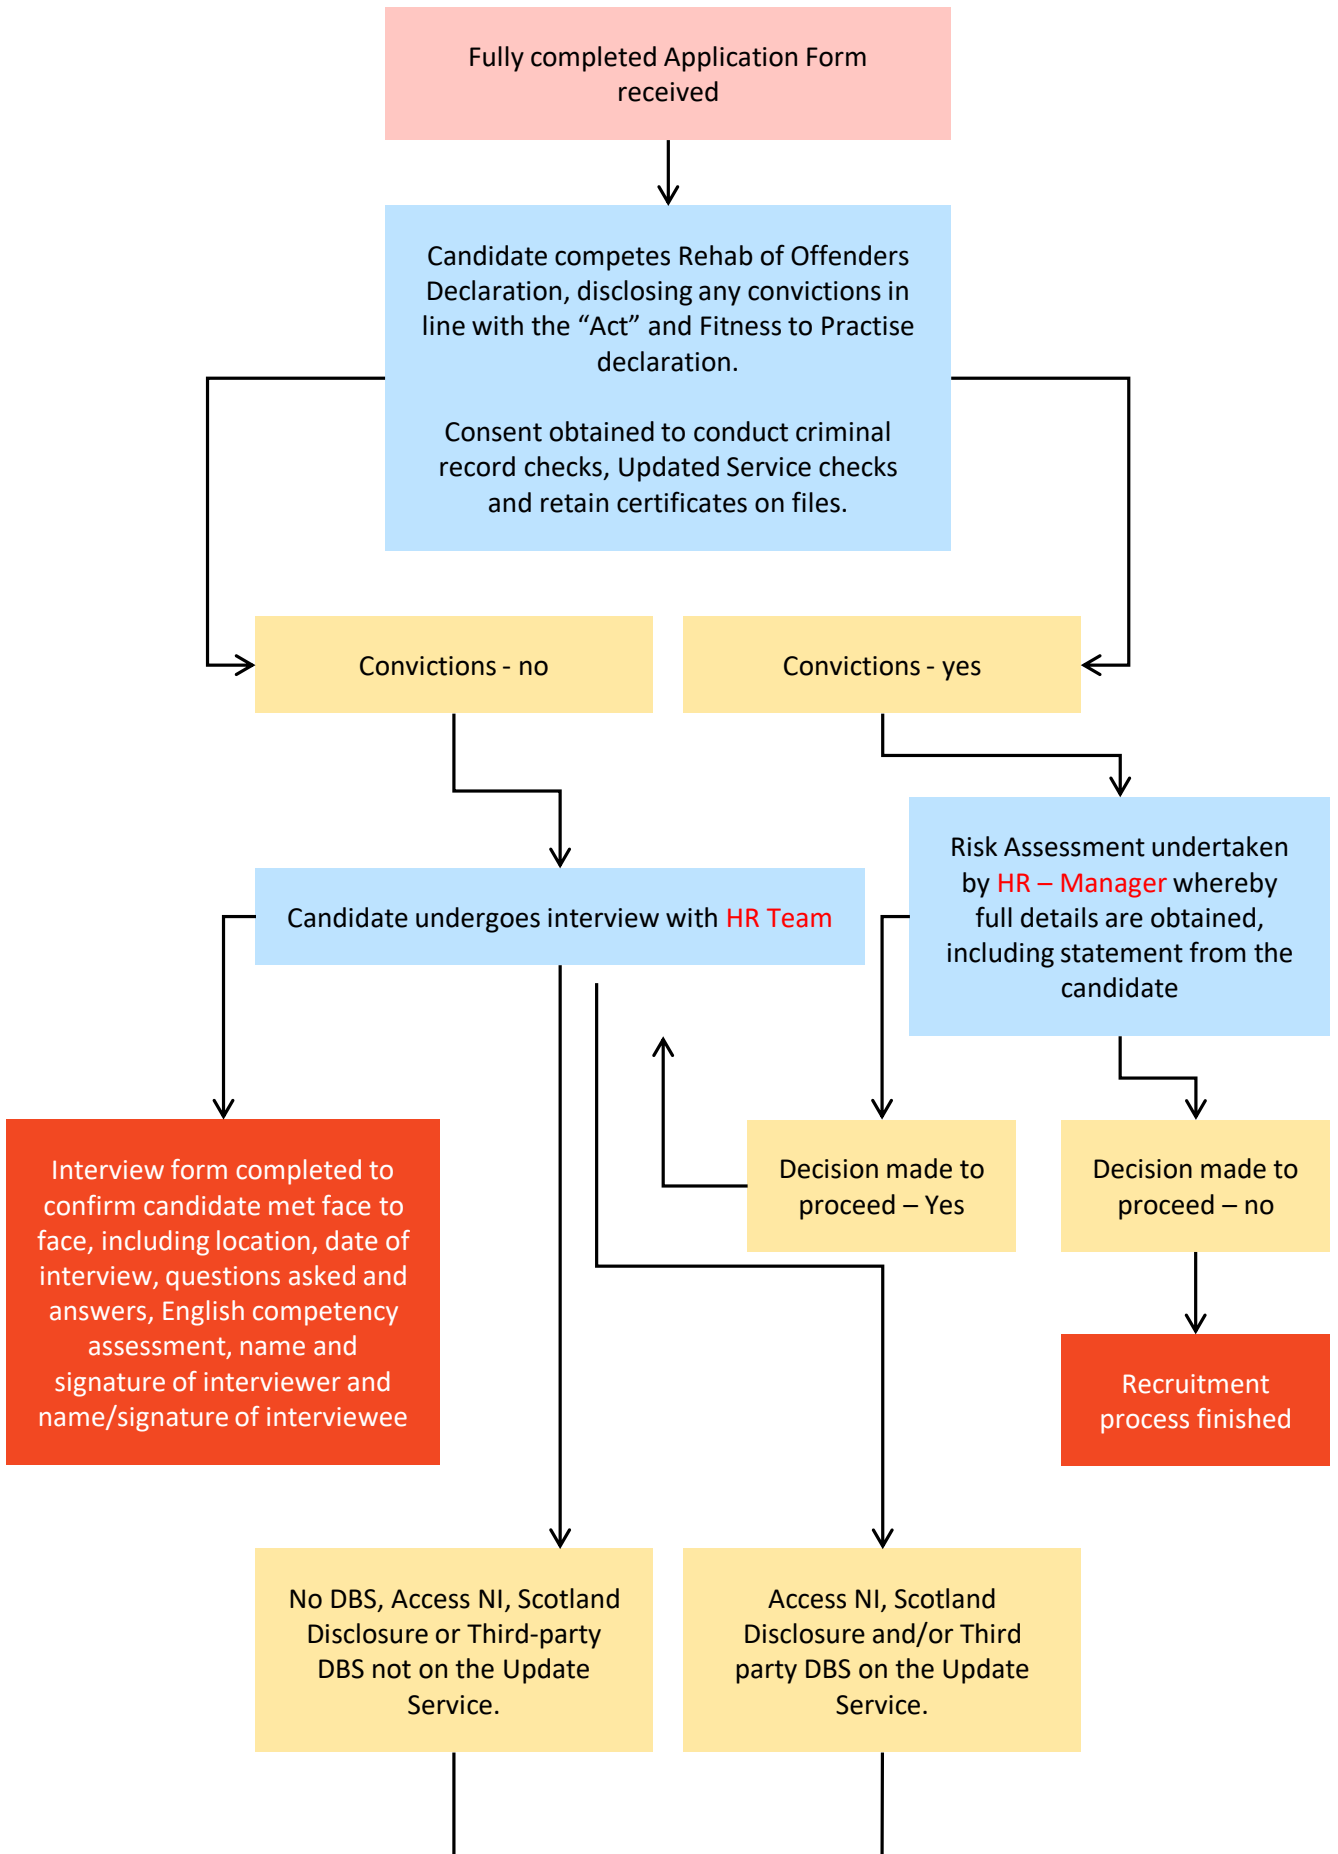 Fully completed Application Form
received
Candidate competes Rehab of Offenders
Declaration, disclosing any convictions in
line with the “Act” and Fitness to Practise
declaration.
Consent obtained to conduct criminal
record checks, Updated Service checks
and retain certificates on files.
Convictions - no
Convictions - yes
Candidate undergoes interview with HR Team
Risk Assessment undertaken
by HR – Manager whereby
full details are obtained,
including statement from the
candidate
Interview form completed to
confirm candidate met face to
face, including location, date of
interview, questions asked and
answers, English competency
assessment, name and
signature of interviewer and
name/signature of interviewee
Decision made to
proceed – Yes
Decision made to
proceed – no
Recruitment
process finished
No DBS, Access NI, Scotland
Disclosure or Third-party
DBS not on the Update
Service.
Access NI, Scotland
Disclosure and/or Third
party DBS on the Update
Service.